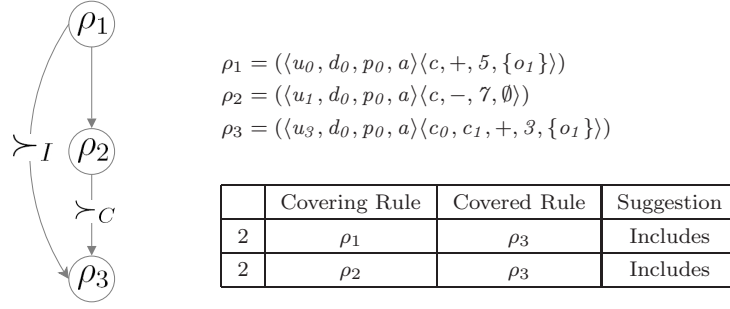 ρ1
ρ2
ρ3
≻I
≻C
ρ1 = (⟨u0, d0, p0, a⟩⟨c, +, 5, {o1}⟩)
ρ2 = (⟨u1, d0, p0, a⟩⟨c, −, 7, ∅⟩)
ρ3 = (⟨u3, d0, p0, a⟩⟨c0, c1, +, 3, {o1}⟩)
Covering Rule Covered Rule Suggestion
2 ρ1 ρ3 Includes
2 ρ2 ρ3 Includes